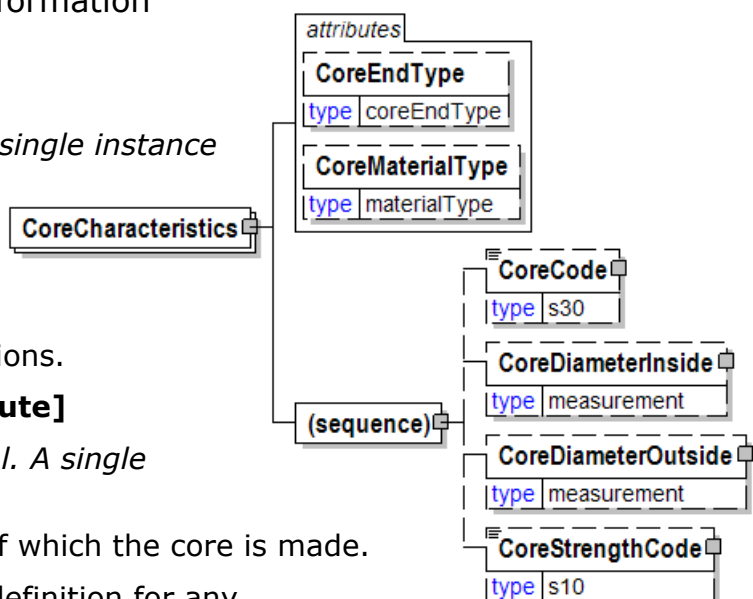 formation
attributes
CoreEndType
type coreEndType
single instance
CoreMaterialType
type materialType
CoreCharacteristics
CoreCode
type s30
ions.
CoreDiameterInside
type measurement
ute]
(sequence)
l. A single
CoreDiameterOutside
type measurement
f which the core is made.
CoreStrengthCode
type s10
definition for any